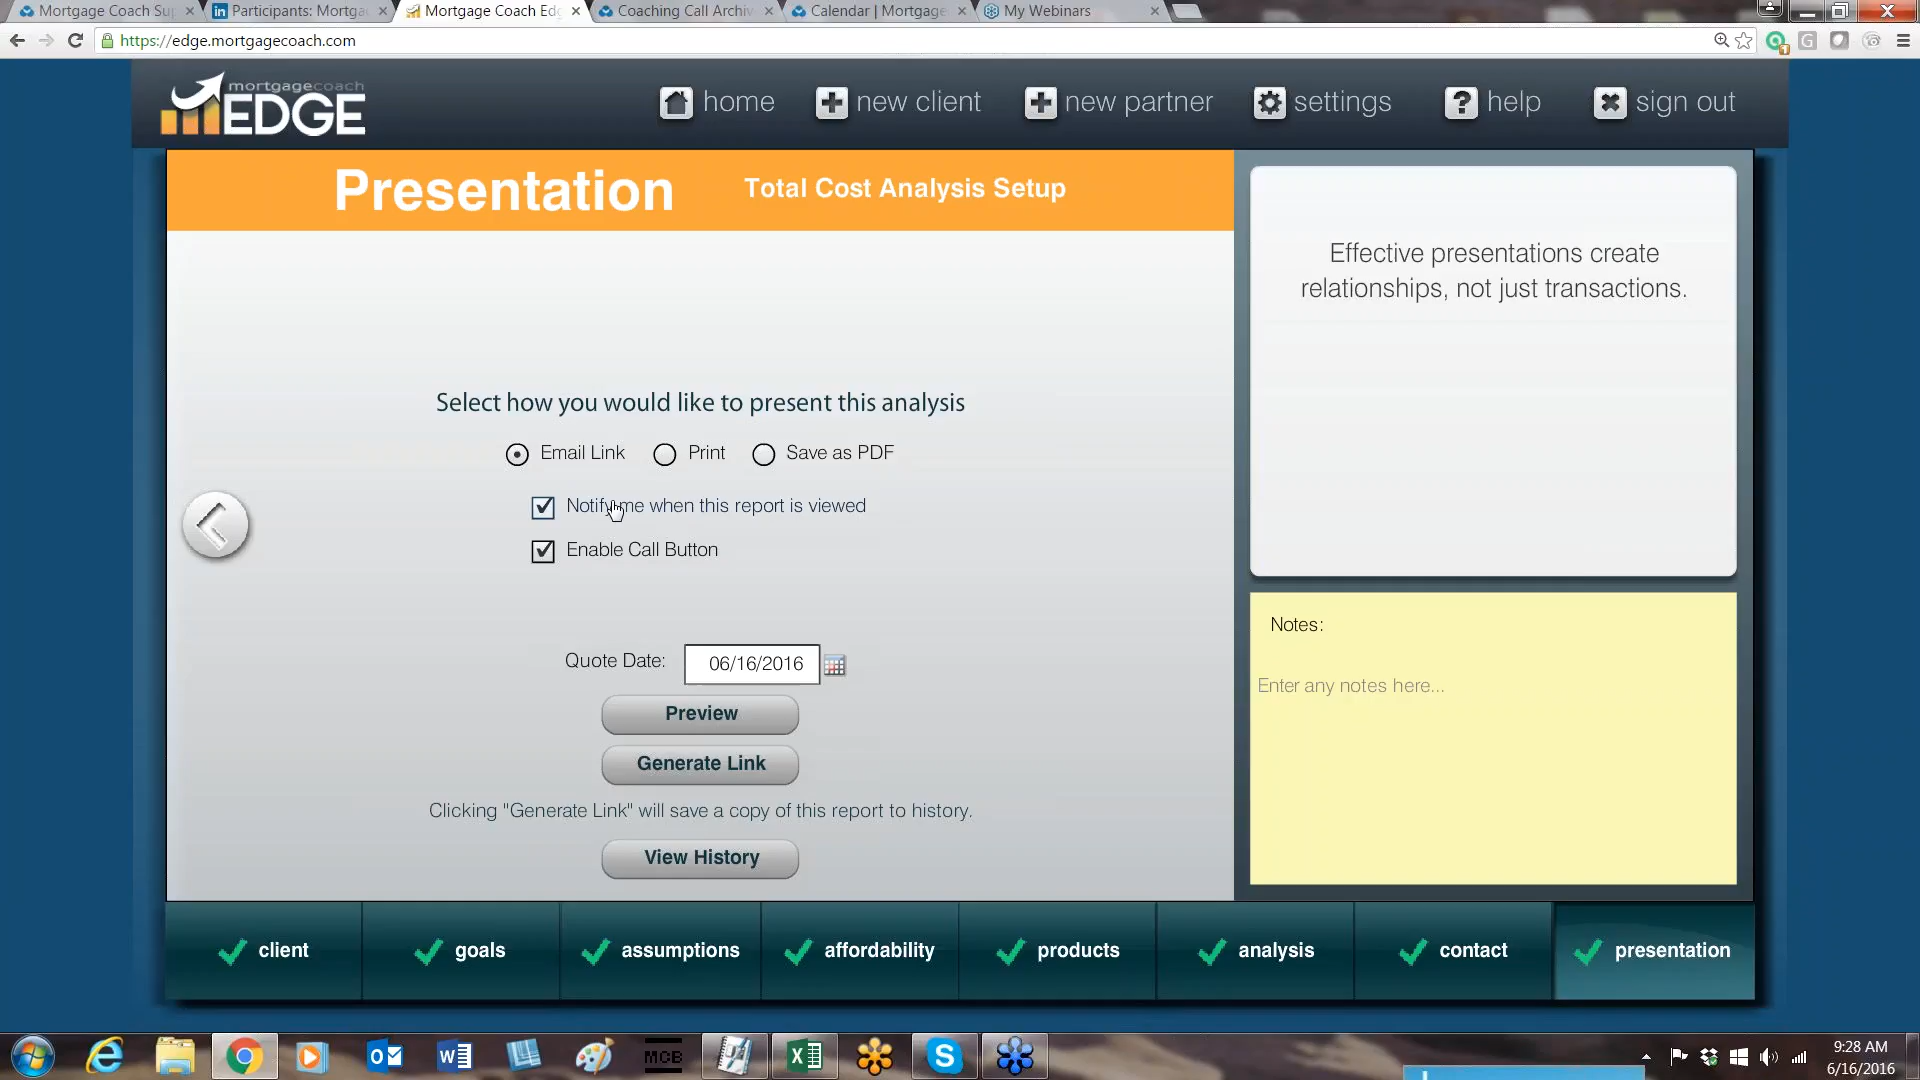 Mortgage Coach Sup
Participants: Mortga
Mortgage Coach Edg
Coaching Call Archiv
Calendar | Mortgage
My Webinars
https://edge.mortgagecoach.com
mortgagecoach
EDGE
home
new client
new partner
settings
help
sign out
Presentation
Total Cost Analysis Setup
Effective presentations create
relationships, not just transactions.
Select how you would like to present this analysis
Email Link
Print
Save as PDF
Notify me when this report is viewed
Enable Call Button
Quote Date:
06/16/2016
Preview
Generate Link
Clicking "Generate Link" will save a copy of this report to history.
View History
Notes:
Enter any notes here...
client
goals
assumptions
affordability
products
analysis
contact
presentation
MCB
9:28 AM
6/16/2016